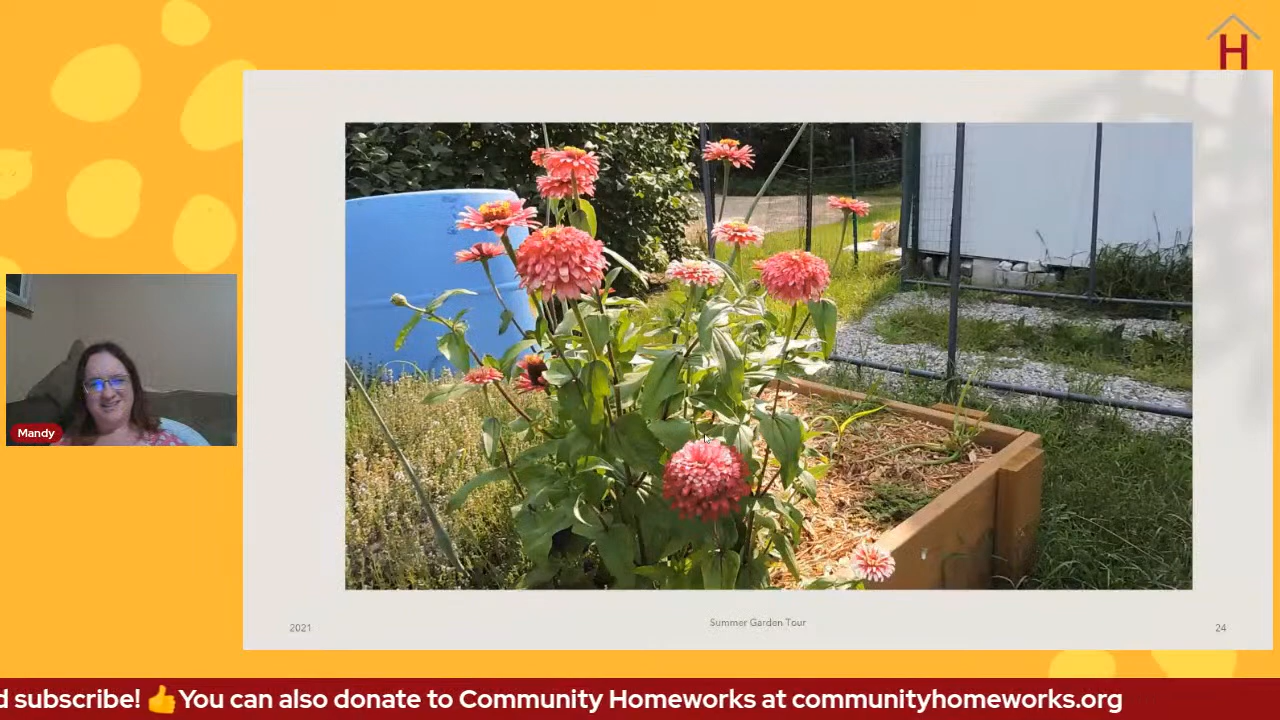 H
Mandy
2021
Summer Garden Tour
24
d subscribe! 👍You can also donate to Community Homeworks at communityhomeworks.org